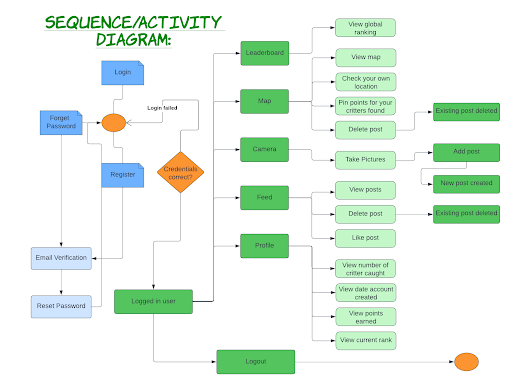 SEQUENCE/ACTIVITY
DIAGRAM:
Login
Login failed
Forget
Password
Register
Credentials
correct?
Email Verification
Reset Password
Logged in user
Logout
Leaderboard
View global
ranking
Map
View map
Check your own
location
Pin points for your
critters found
Delete post
Existing post deleted
Camera
Take Pictures
Add post
New post created
Feed
View posts
Delete post
Existing post deleted
Like post
Profile
View number of
critter caught
View date account
created
View points
earned
View current rank